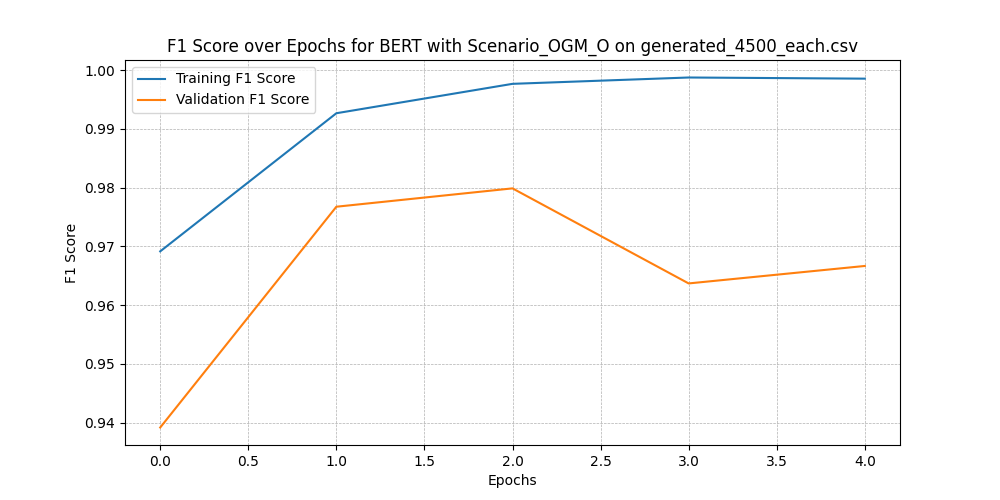 F1 Score over Epochs for BERT with Scenario_OGM_O on generated_4500_each.csv
Training F1 Score
Validation F1 Score
F1 Score
1.00
0.99
0.98
0.97
0.96
0.95
0.94
0.0 0.5 1.0 1.5 2.0 2.5 3.0 3.5 4.0
Epochs